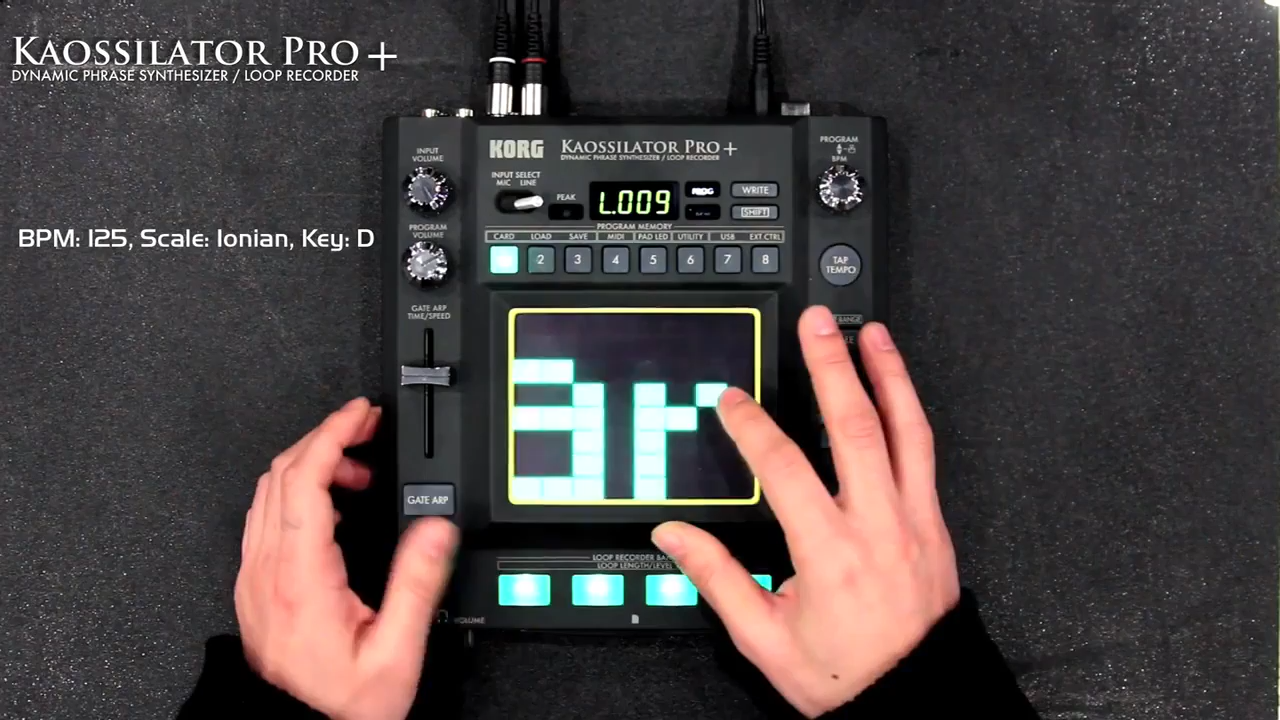 KAOSSILATOR PRO +
DYNAMIC PHRASE SYNTHESIZER / LOOP RECORDER
BPM: 125, Scale: Ionian, Key: D
KORG
KAOSSILATOR PRO +
DYNAMIC PHRASE SYNTHESIZER / LOOP RECORDER
INPUT VOLUME
PROGRAM VOLUME
GATE ARP TIME/SPEED
GATE ARP
INPUT SELECT
MIC LINE
PEAK
L.009
PROG
WRITE
SHIFT
PROGRAM MEMORY
CARD LOAD SAVE MIDI PAD LED UTILITY USB EXT CTRL
2 3 4 5 6 7 8
PROGRAM
BPM
TAP TEMPO
RANGE
ar
LOOP RECORDER
LOOP LENGTH/LEVEL
VOLUME